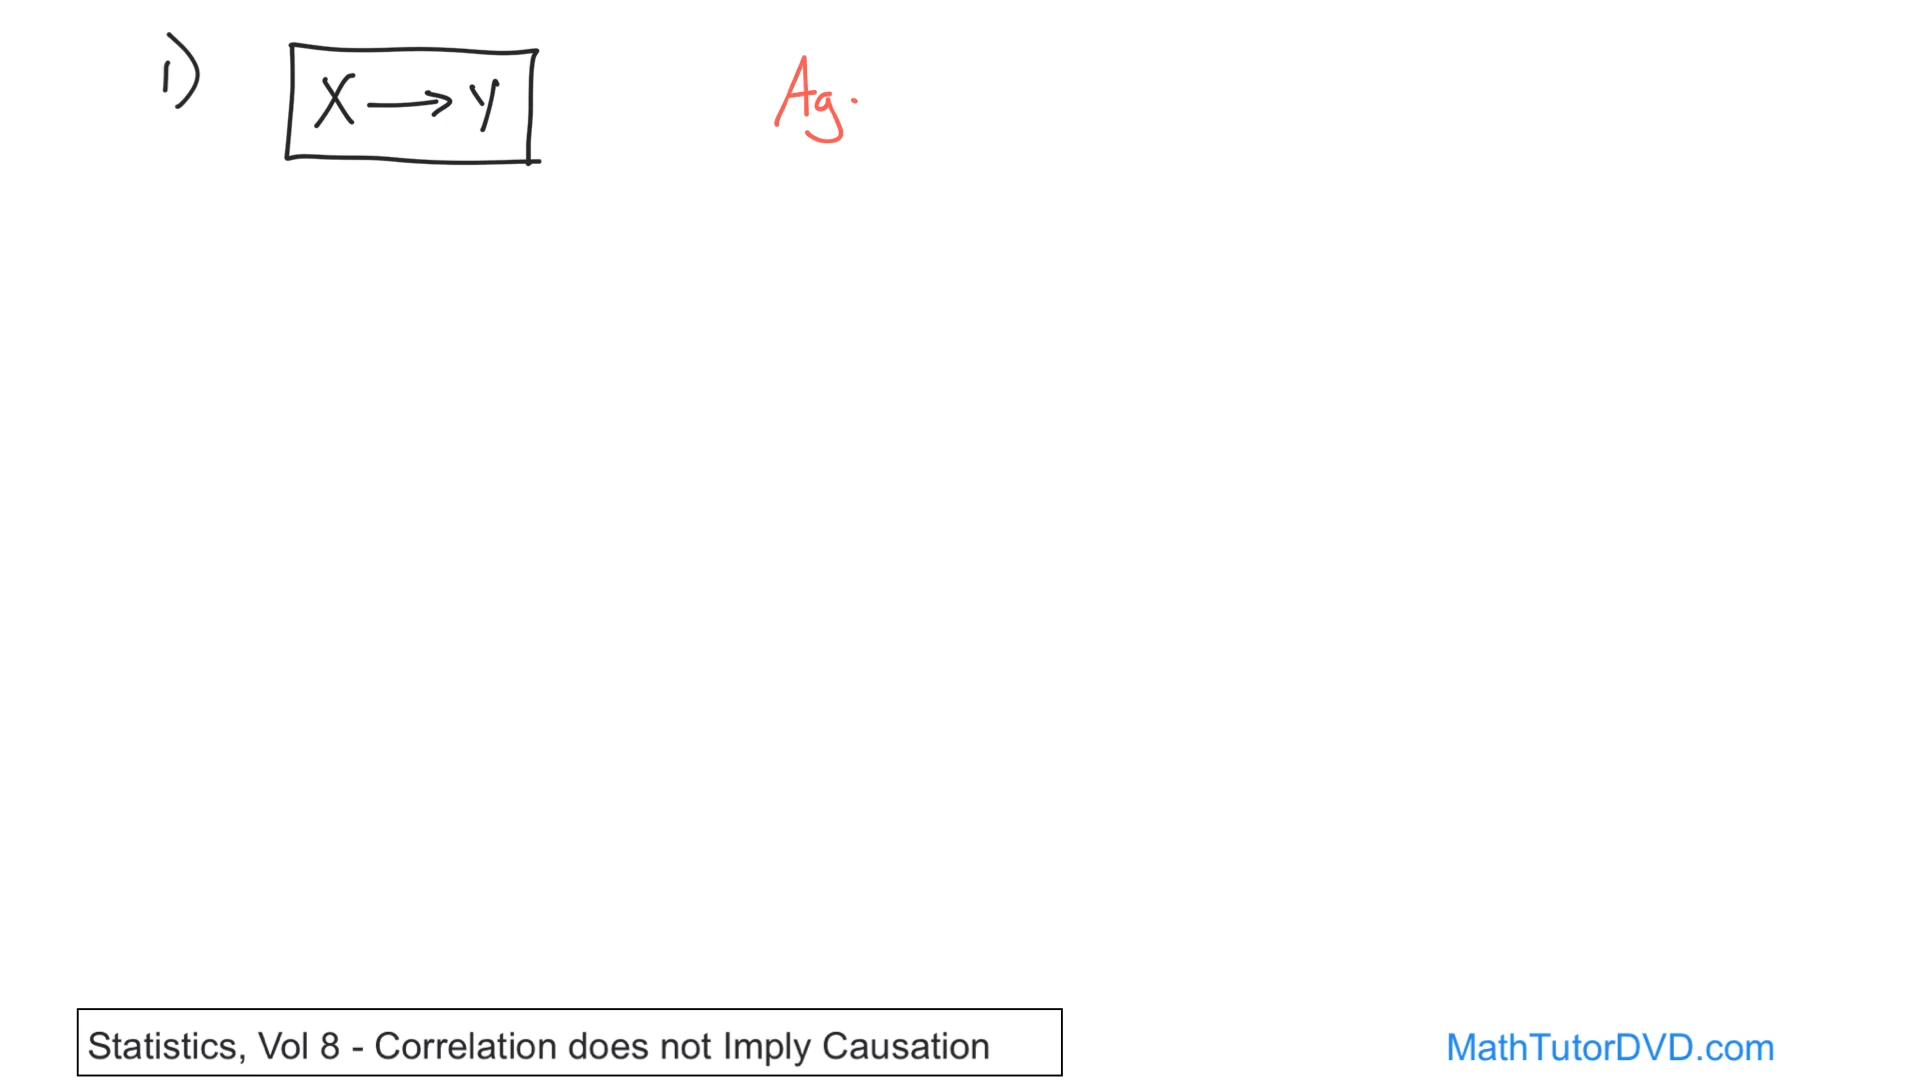 1) X → Y Ag.
Statistics, Vol 8 - Correlation does not Imply Causation
MathTutorDVD.com